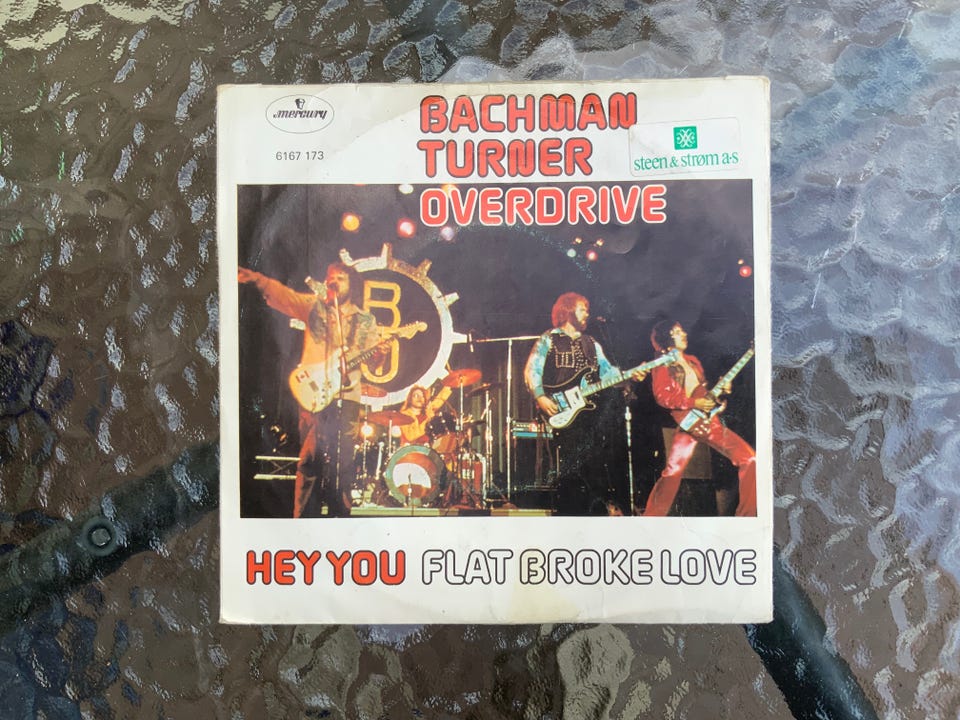 mercury
6167 173
BACHMAN
TURNER
OVERDRIVE
steen & strøm a·s
B
HEY YOU FLAT BROKE LOVE